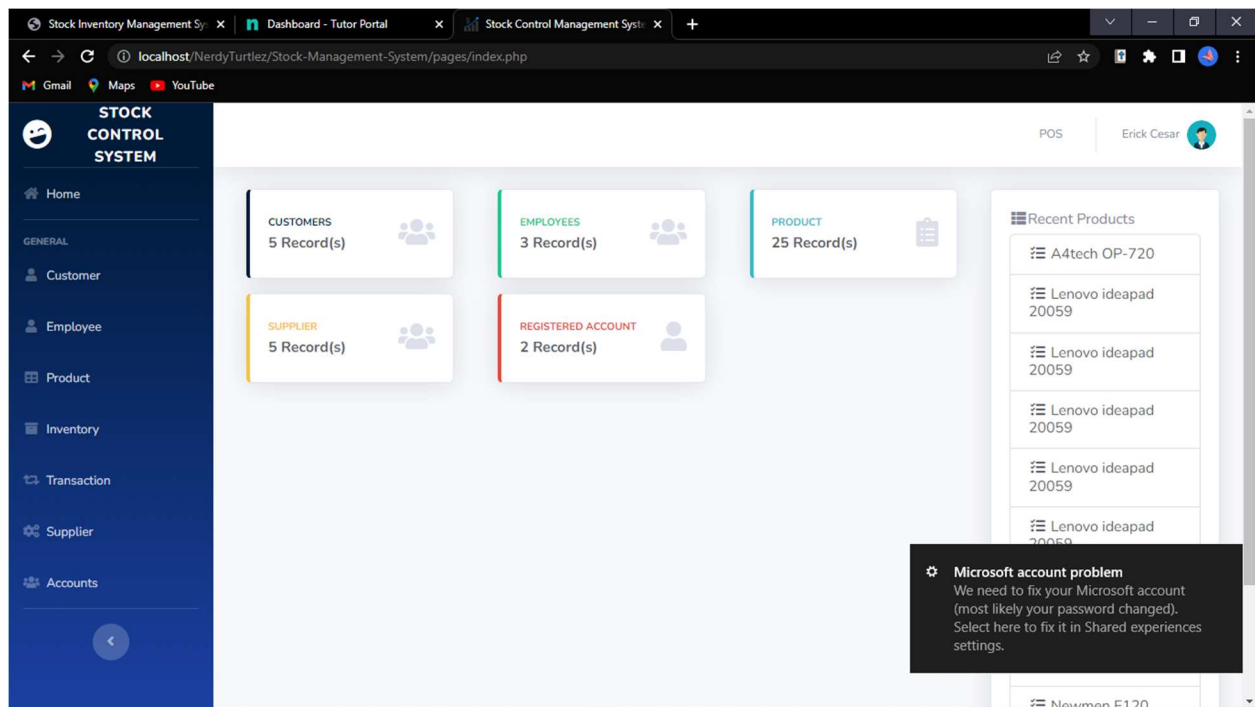 Stock Inventory Management Sy
Dashboard - Tutor Portal
Stock Control Management Syste
localhost/NerdyTurtlez/Stock-Management-System/pages/index.php
Gmail
Maps
YouTube
STOCK
CONTROL
SYSTEM
POS
Erick Cesar
Home
GENERAL
Customer
Employee
Product
Inventory
Transaction
Supplier
Accounts
CUSTOMERS
5 Record(s)
EMPLOYEES
3 Record(s)
PRODUCT
25 Record(s)
SUPPLIER
5 Record(s)
REGISTERED ACCOUNT
2 Record(s)
Recent Products
A4tech OP-720
Lenovo ideapad
20059
Lenovo ideapad
20059
Lenovo ideapad
20059
Lenovo ideapad
20059
Lenovo ideapad
20059
Microsoft account problem
We need to fix your Microsoft account
(most likely your password changed).
Select here to fix it in Shared experiences
settings.
Newmen E120